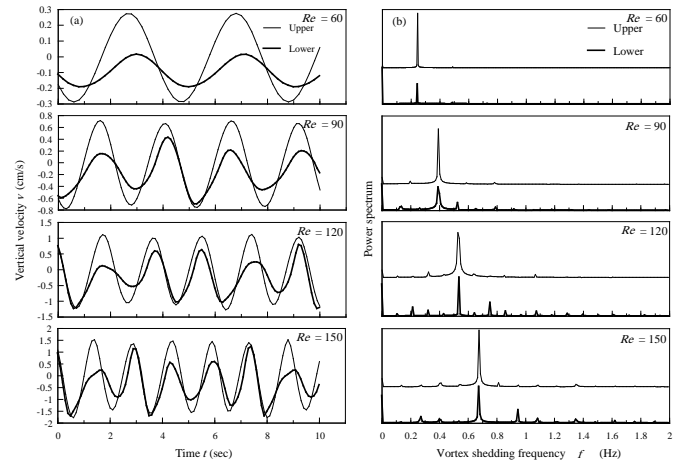 (a)
Re = 60
Upper
Lower
0.3
0.2
0.1
0
-0.1
-0.2
-0.3
Re = 90
0.8
0.6
0.4
0.2
0
-0.2
-0.4
-0.6
-0.8
Re = 120
1.5
1
0.5
0
-0.5
-1
-1.5
Re = 150
2
1.5
1
0.5
0
-0.5
-1
-1.5
-2
0 2 4 6 8 10
Time t (sec)
Vertical velocity v (cm/s)
(b)
Re = 60
Upper
Lower
Re = 90
Re = 120
Re = 150
0 0.2 0.4 0.6 0.8 1 1.2 1.4 1.6 1.8 2
Vortex shedding frequency f (Hz)
Power spectrum